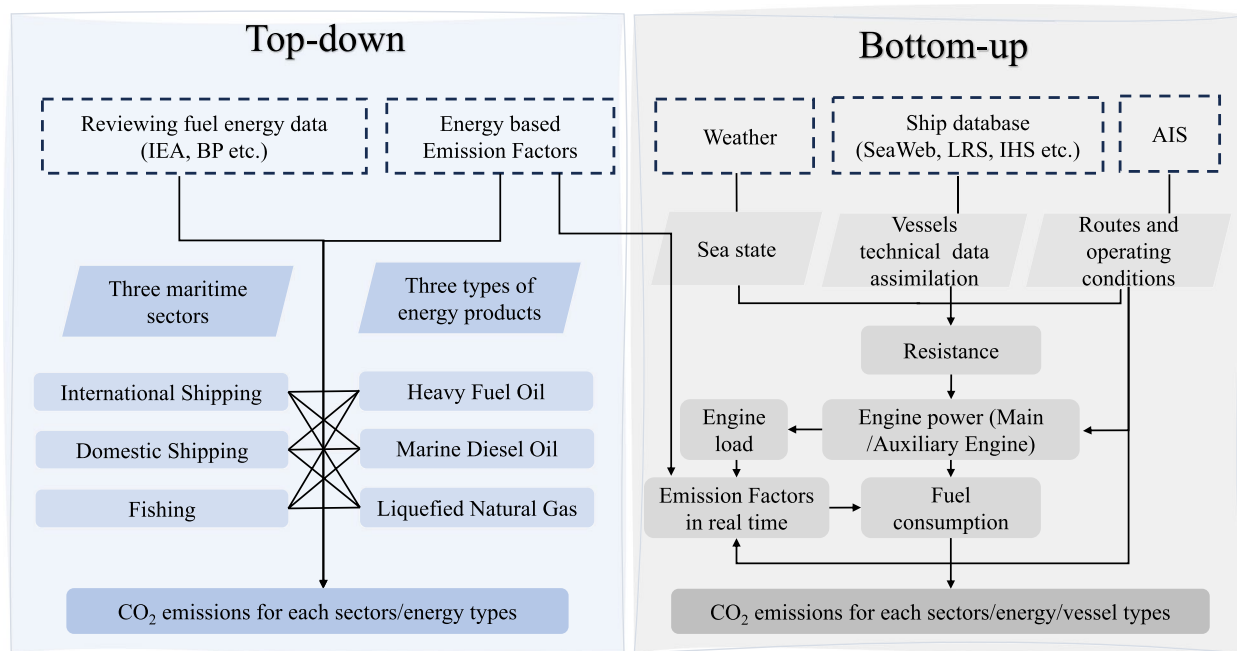 Top-down
Reviewing fuel energy data
(IEA, BP etc.)
Energy based
Emission Factors
Three maritime
sectors
Three types of
energy products
International Shipping
Heavy Fuel Oil
Domestic Shipping
Marine Diesel Oil
Fishing
Liquefied Natural Gas
CO₂ emissions for each sectors/energy types
Bottom-up
Weather
Ship database
(SeaWeb, LRS, IHS etc.)
AIS
Sea state
Vessels
technical data
assimilation
Routes and
operating
conditions
Resistance
Engine
load
Engine power (Main
/Auxiliary Engine)
Emission Factors
in real time
Fuel
consumption
CO₂ emissions for each sectors/energy/vessel types